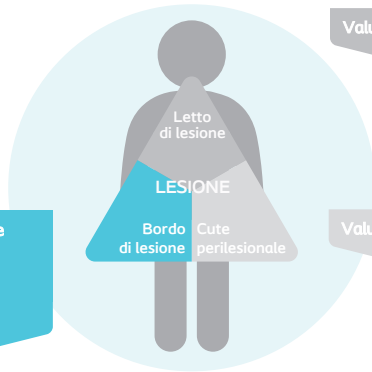 Letto
di lesione
LESIONE
Bordo
di lesione
Cute
perilesionale